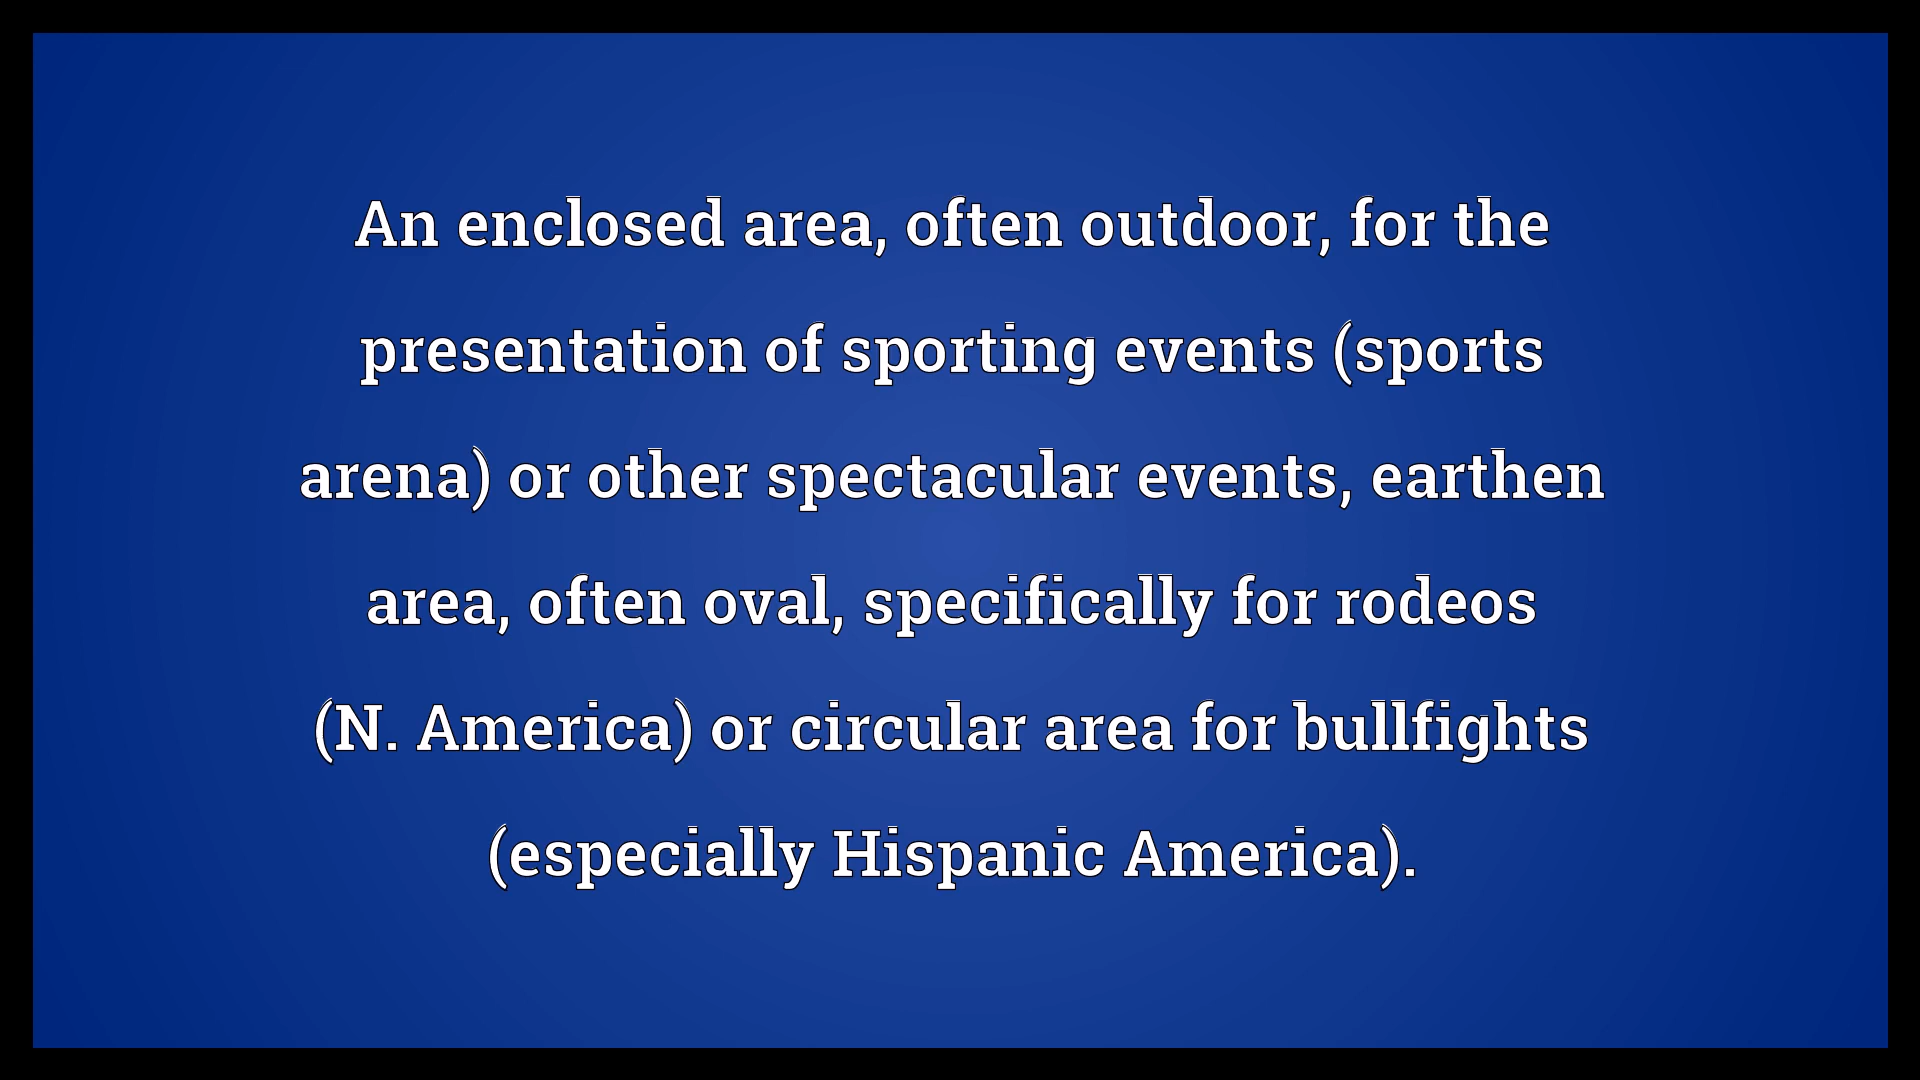 An enclosed area, often outdoor, for the
presentation of sporting events (sports
arena) or other spectacular events, earthen
area, often oval, specifically for rodeos
(N. America) or circular area for bullfights
(especially Hispanic America).